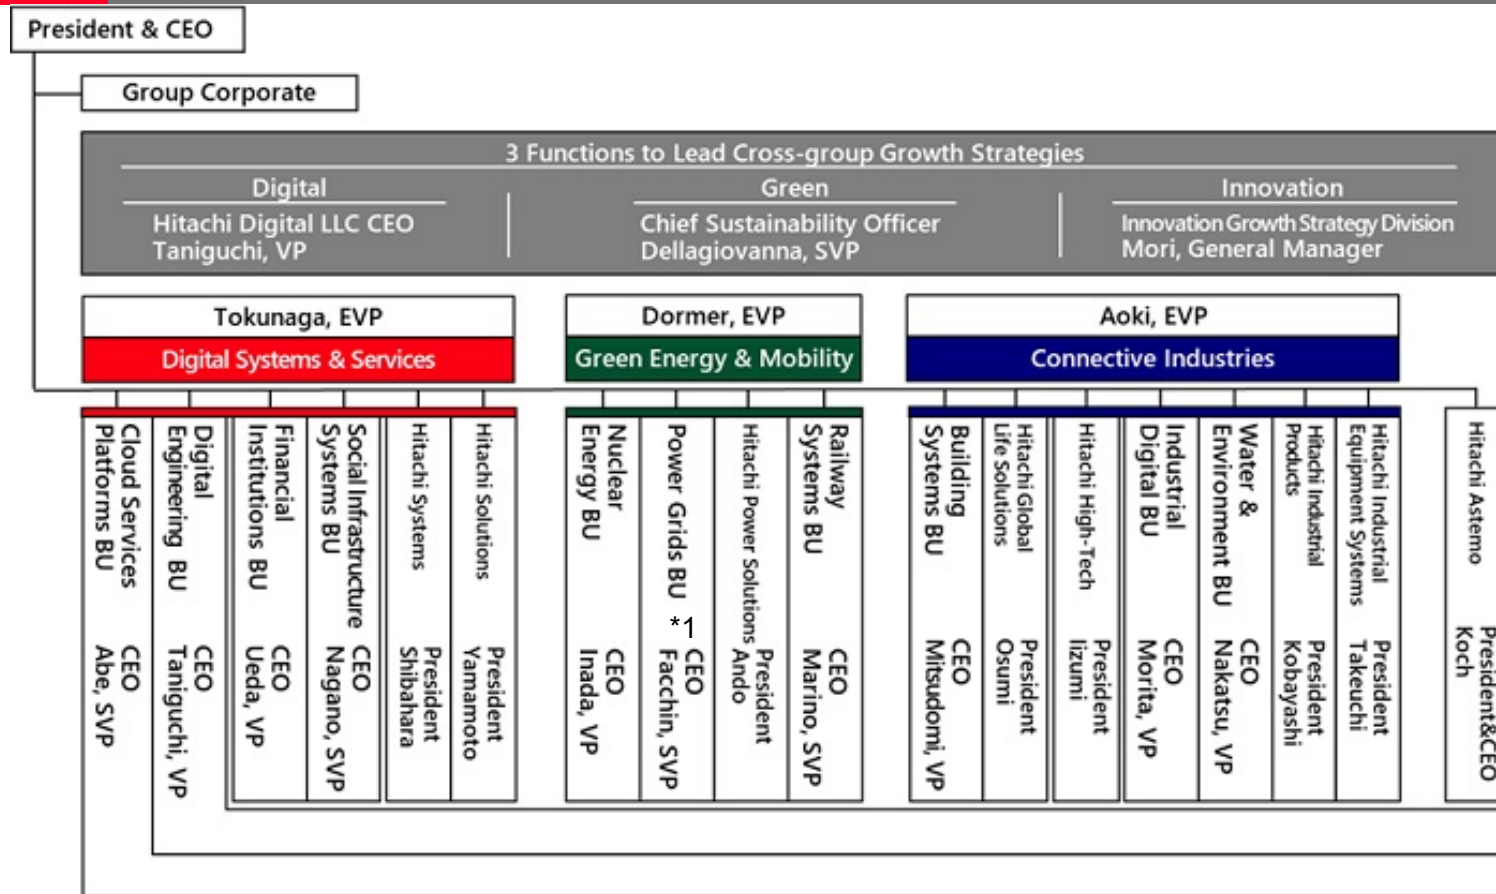 President & CEO
Group Corporate
3 Functions to Lead Cross-group Growth Strategies
Digital
Hitachi Digital LLC CEO
Taniguchi, VP
Green
Chief Sustainability Officer
Dellagiovanna, SVP
Innovation
Innovation Growth Strategy Division
Mori, General Manager
Tokunaga, EVP
Digital Systems & Services
Dormer, EVP
Green Energy & Mobility
Aoki, EVP
Connective Industries
Cloud Services
Platforms BU
CEO
Abe, SVP
Digital
Engineering BU
CEO
Taniguchi, VP
Financial
Institutions BU
CEO
Ueda, VP
Social Infrastructure
Systems BU
CEO
Nagano, SVP
Hitachi Systems
President
Shibahara
Hitachi Solutions
President
Yamamoto
Nuclear
Energy BU
CEO
Inada, VP
Power Grids BU
*1
CEO
Facchin, SVP
Hitachi Power Solutions
President
Ando
Railway
Systems BU
CEO
Marino, SVP
Building
Systems BU
CEO
Mitsudomi, VP
Hitachi Global
Life Solutions
President
Osumi
Hitachi High-Tech
President
Iizumi
Industrial
Digital BU
CEO
Morita, VP
Water &
Environment BU
CEO
Nakatsu, VP
Hitachi Industrial
Products
President
Kobayashi
Hitachi Industrial
Equipment Systems
President
Takeuchi
Hitachi Astemo
President&CEO
Koch